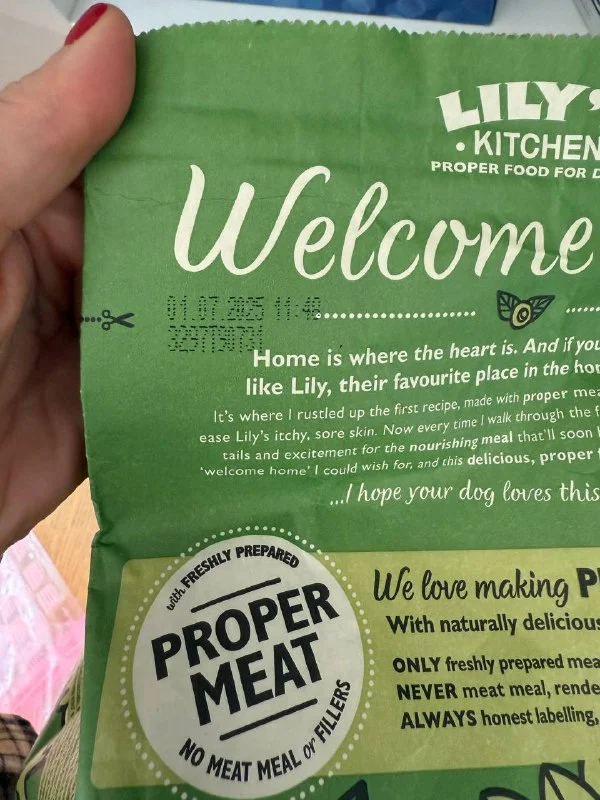 LILY'
• KITCHEN
PROPER FOOD FOR D
Welcome
01.07.2025 11:48
Home is where the heart is. And if you
like Lily, their favourite place in the hom
It's where I rustled up the first recipe, made with proper mea
ease Lily's itchy, sore skin. Now every time I walk through the f
tails and excitement for the nourishing meal that'll soon
'welcome home' I could wish for, and this delicious, proper
...I hope your dog loves this
with FRESHLY PREPARED
PROPER
MEAT
NO MEAT MEAL or FILLERS
We love making P
With naturally delicious
ONLY freshly prepared mea
NEVER meat meal, rende
ALWAYS honest labelling,